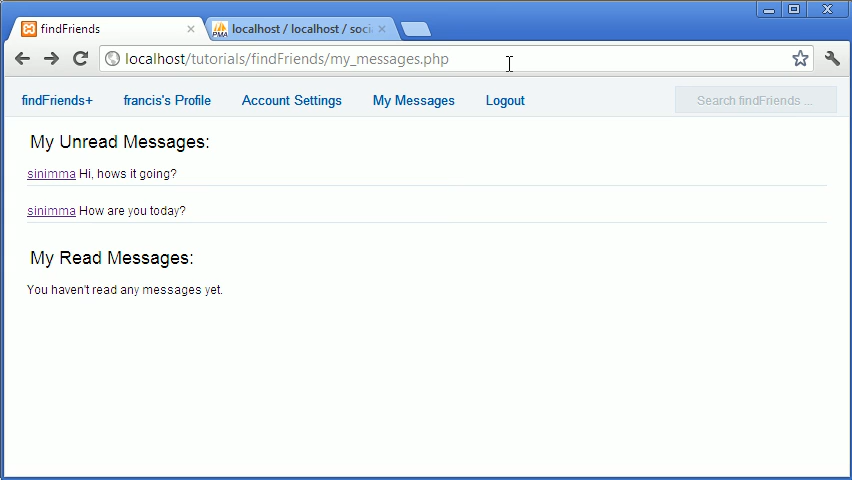 findFriends
localhost / localhost / soci
PMA
localhost/tutorials/findFriends/my_messages.php
findFriends+ francis's Profile Account Settings My Messages Logout Search findFriends ...
My Unread Messages:
sinimma Hi, hows it going?
sinimma How are you today?
My Read Messages:
You haven't read any messages yet.